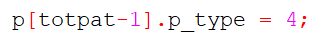 p[totpat-1].p_type = 4;